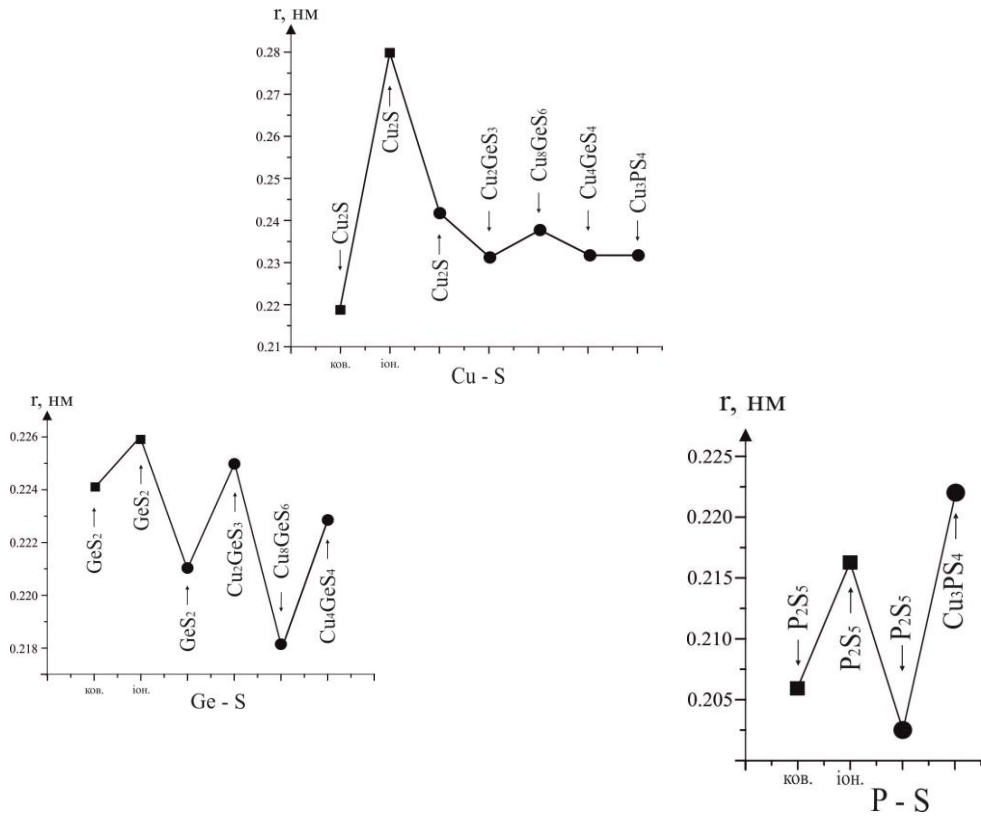 r, нм
0.28
0.27
0.26
0.25
0.24
0.23
0.22
0.21
Cu₂S
Cu₂S
Cu₂S
Cu₂GeS₃
Cu₈GeS₆
Cu₄GeS₄
Cu₃PS₄
ков.
іон.
Cu - S
r, нм
0.226
0.224
0.222
0.220
0.218
GeS₂
GeS₂
GeS₂
Cu₂GeS₃
Cu₈GeS₆
Cu₄GeS₄
ков.
іон.
Ge - S
r, нм
0.225
0.220
0.215
0.210
0.205
P₂S₅
P₂S₅
P₂S₅
Cu₃PS₄
ков.
іон.
P - S